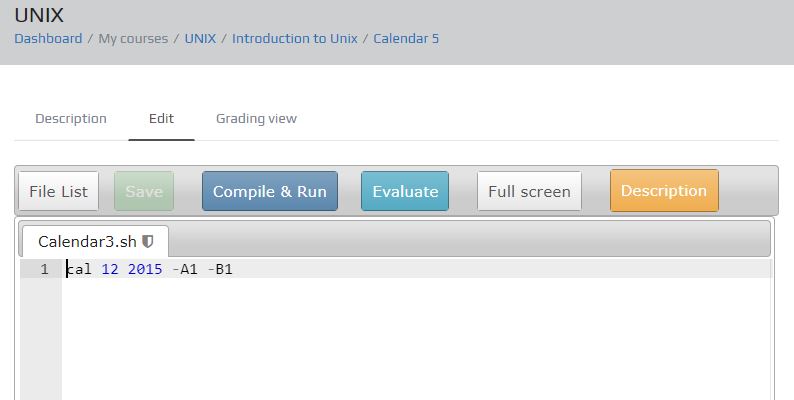 UNIX
Dashboard / My courses / UNIX / Introduction to Unix / Calendar 5
Description Edit Grading view
File List Save Compile & Run Evaluate Full screen Description
Calendar3.sh
1 cal 12 2015 -A1 -B1